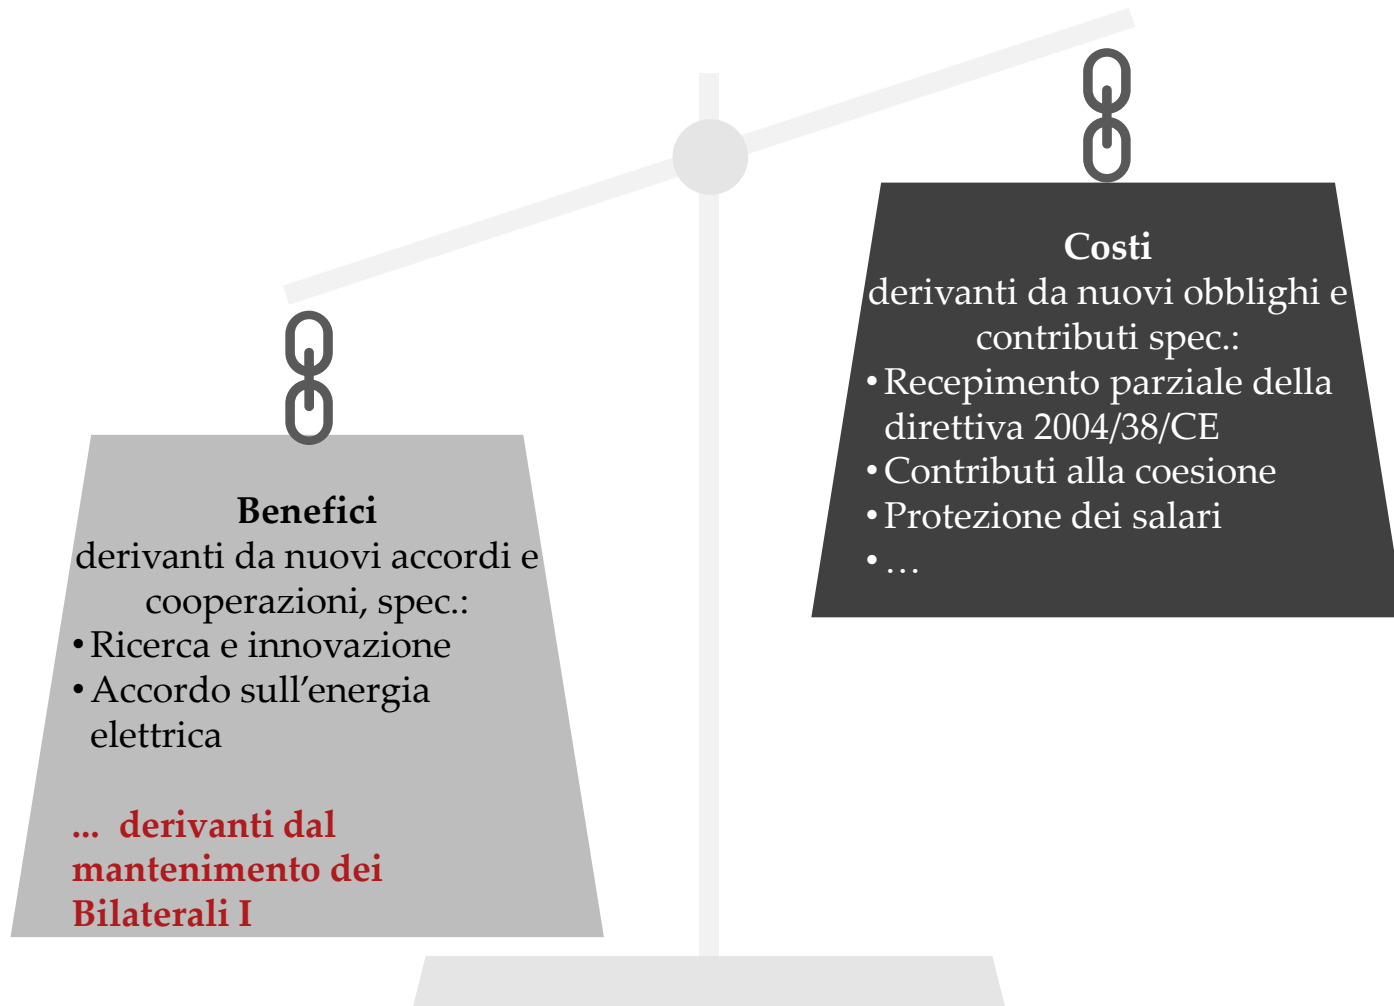 Costi
derivanti da nuovi obblighi e
contributi spec.:
• Recepimento parziale della
direttiva 2004/38/CE
• Contributi alla coesione
• Protezione dei salari
• …
Benefici
derivanti da nuovi accordi e
cooperazioni, spec.:
• Ricerca e innovazione
• Accordo sull’energia
elettrica
... derivanti dal
mantenimento dei
Bilaterali I